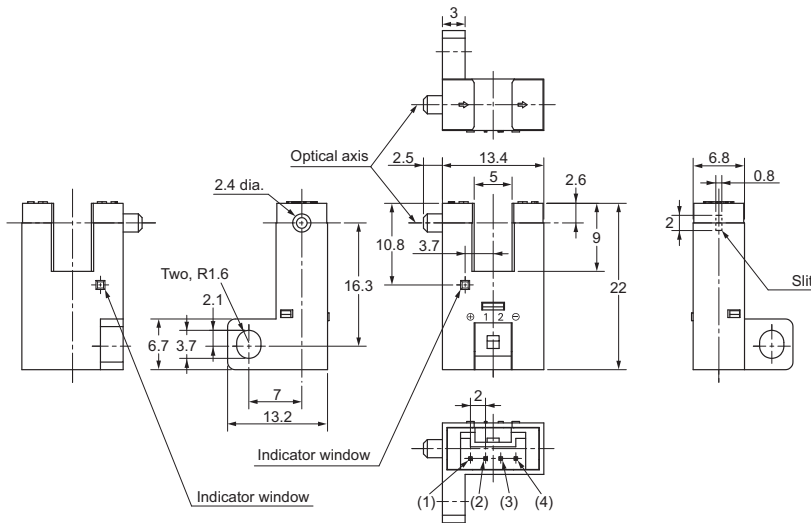 3
Optical axis
2.5
13.4
6.8
5
2.6
0.8
2.4 dia.
10.8
3.7
9
2
Two, R1.6
16.3
22
Slit
2.1
⊕ 1 2 ⊖
6.7
3.7
7
13.2
2
Indicator window
Indicator window
(1) (2) (3) (4)